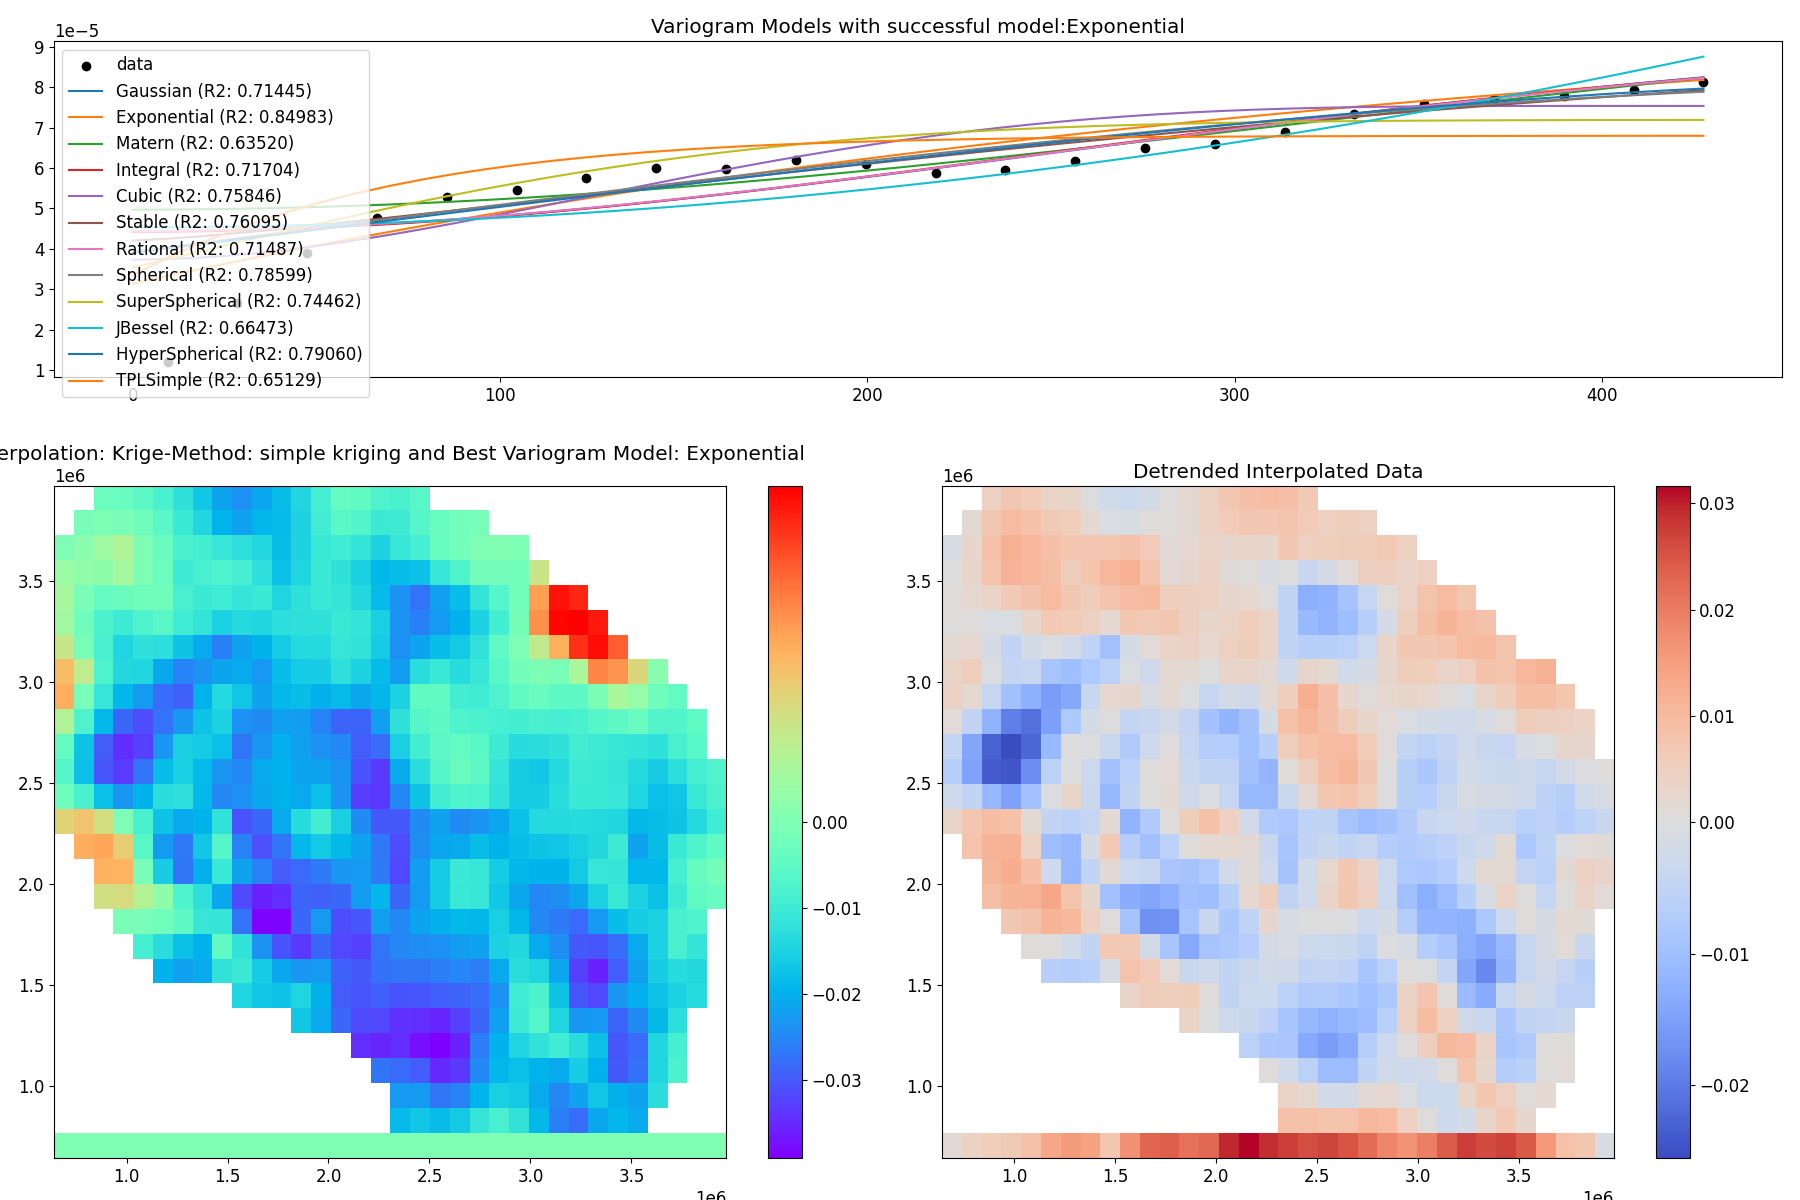 Variogram Models with successful model:Exponential
1e−5
9
8
7
6
5
4
3
2
1
data
Gaussian (R2: 0.71445)
Exponential (R2: 0.84983)
Matern (R2: 0.63520)
Integral (R2: 0.71704)
Cubic (R2: 0.75846)
Stable (R2: 0.76095)
Rational (R2: 0.71487)
Spherical (R2: 0.78599)
SuperSpherical (R2: 0.74462)
JBessel (R2: 0.66473)
HyperSpherical (R2: 0.79060)
TPLSimple (R2: 0.65129)
0 100 200 300 400
erpolation: Krige-Method: simple kriging and Best Variogram Model: Exponential
1e6
3.5
3.0
2.5
2.0
1.5
1.0
1.0 1.5 2.0 2.5 3.0 3.5
1e6
0.00
−0.01
−0.02
−0.03
Detrended Interpolated Data
1e6
3.5
3.0
2.5
2.0
1.5
1.0
1.0 1.5 2.0 2.5 3.0 3.5
1e6
0.03
0.02
0.01
0.00
−0.01
−0.02